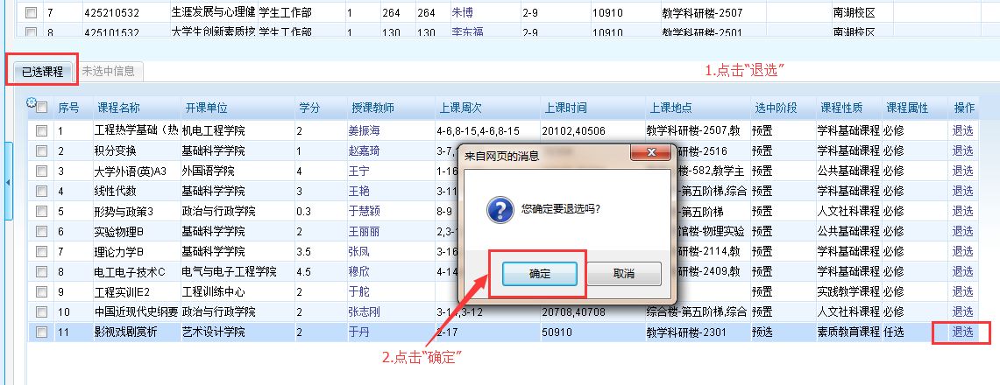 7 425210532 生涯发展与心理健 学生工作部 1 264 264 朱博 2-9 10910 教学科研楼-2507 南湖校区
8 425101532 大学生创新素质挖 学生工作部 1 130 130 李东福 2-9 10910 教学科研楼-2501 南湖校区
已选课程 未选中信息 1.点击“退选”
序号 课程名称 开课单位 学分 授课教师 上课周次 上课时间 上课地点 选中阶段 课程性质 课程属性 操作
1 工程热学基础（热 机电工程学院 2 姜振海 4-6,8-15,4-6,8-15 20102,40506 教学科研楼-2507,教 预置 学科基础课程 必修 退选
2 积分变换 基础科学学院 1 赵嘉琦 3-7, 楼-2516 预置 学科基础课程 必修 退选
3 大学外语(英)A3 外国语学院 4 王宁 1-16 楼-582,教学主 预置 公共基础课程 必修 退选
4 线性代数 基础科学学院 3 王艳 3-11 -第五阶梯,综合 预置 学科基础课程 必修 退选
5 形势与政策3 政治与行政学院 0.3 于慧颖 8-9 -第五阶梯 预置 人文社科课程 必修 退选
6 实验物理B 基础科学学院 2 王丽丽 2,3-1 馆楼-物理实验 预置 公共基础课程 必修 退选
7 理论力学B 基础科学学院 3.5 张凤 3-16 楼-2114,教 预置 学科基础课程 必修 退选
8 电工电子技术C 电气与电子工程学院 4.5 穆欣 4-14 楼-2409,教 预置 学科基础课程 必修 退选
9 工程实训E2 工程训练中心 2 于舵 预置 实践教学课程 必修 退选
10 中国近现代史纲要 政治与行政学院 2 张志刚 3-14,3-12 20708,40708 综合楼-第五阶梯,综合 预置 人文社科课程 必修 退选
11 影视戏剧赏析 艺术设计学院 2 于丹 2-17 50910 教学科研楼-2301 预选 素质教育课程 任选 退选
来自网页的消息
您确定要退选吗?
确定 取消
2.点击“确定”